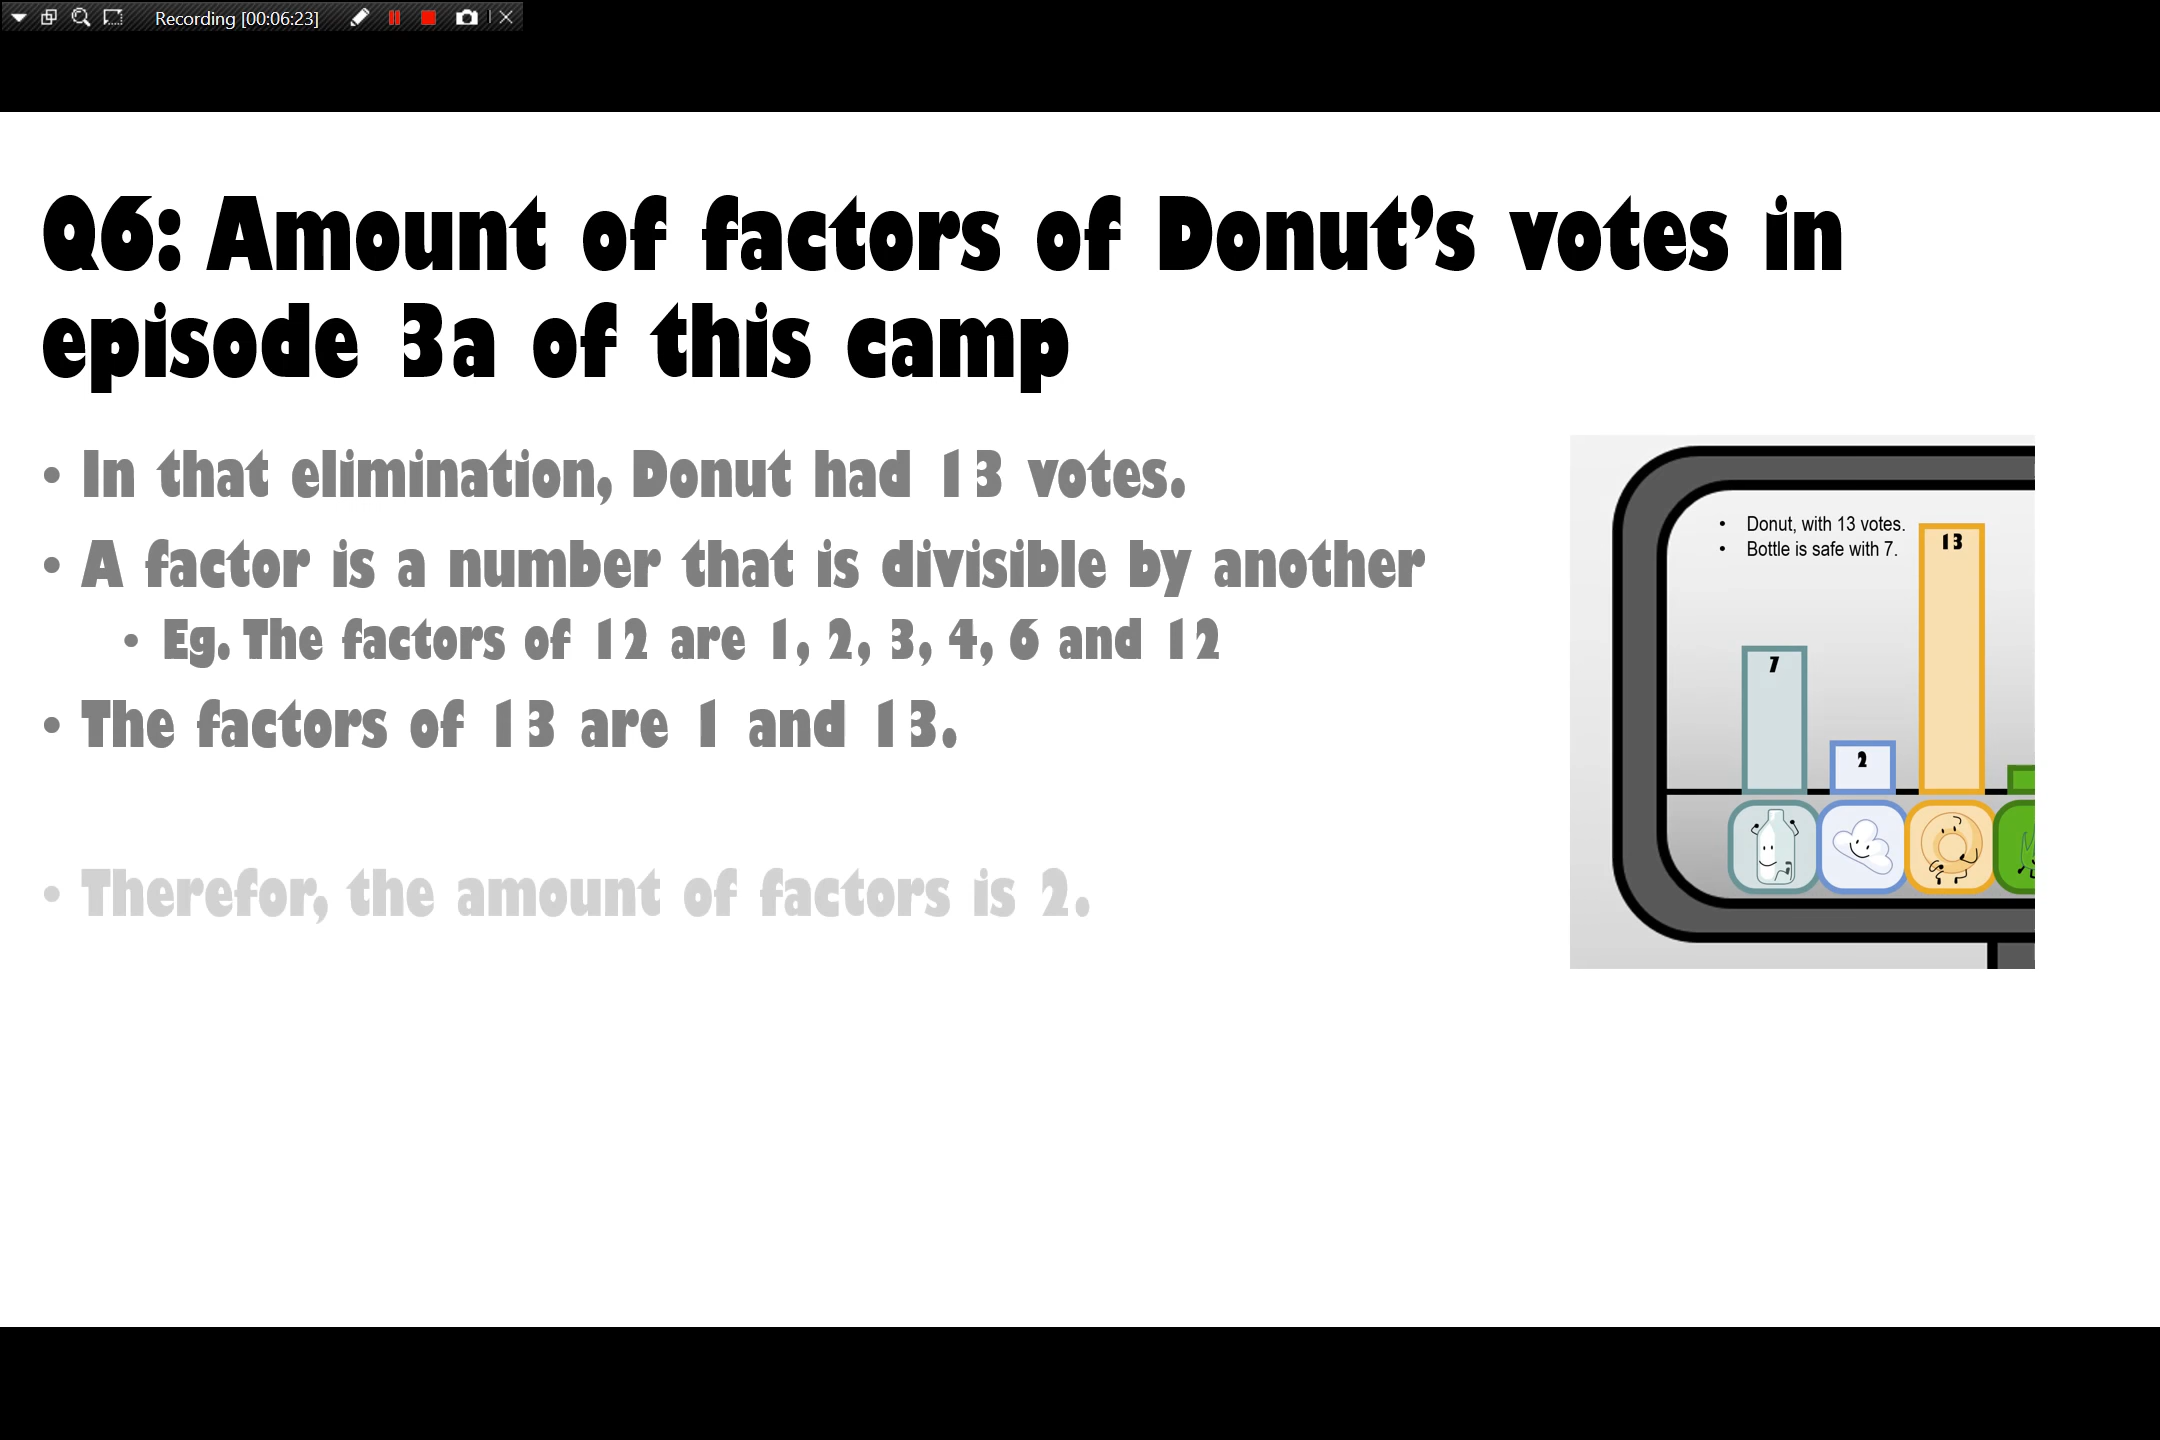 Recording [00:06:23]
Q6: Amount of factors of Donut's votes in
episode 3a of this camp
• In that elimination, Donut had 13 votes.
• A factor is a number that is divisible by another
• Eg. The factors of 12 are 1, 2, 3, 4, 6 and 12
• The factors of 13 are 1 and 13.
• Therefor, the amount of factors is 2.
• Donut, with 13 votes.
• Bottle is safe with 7.
13
7
2